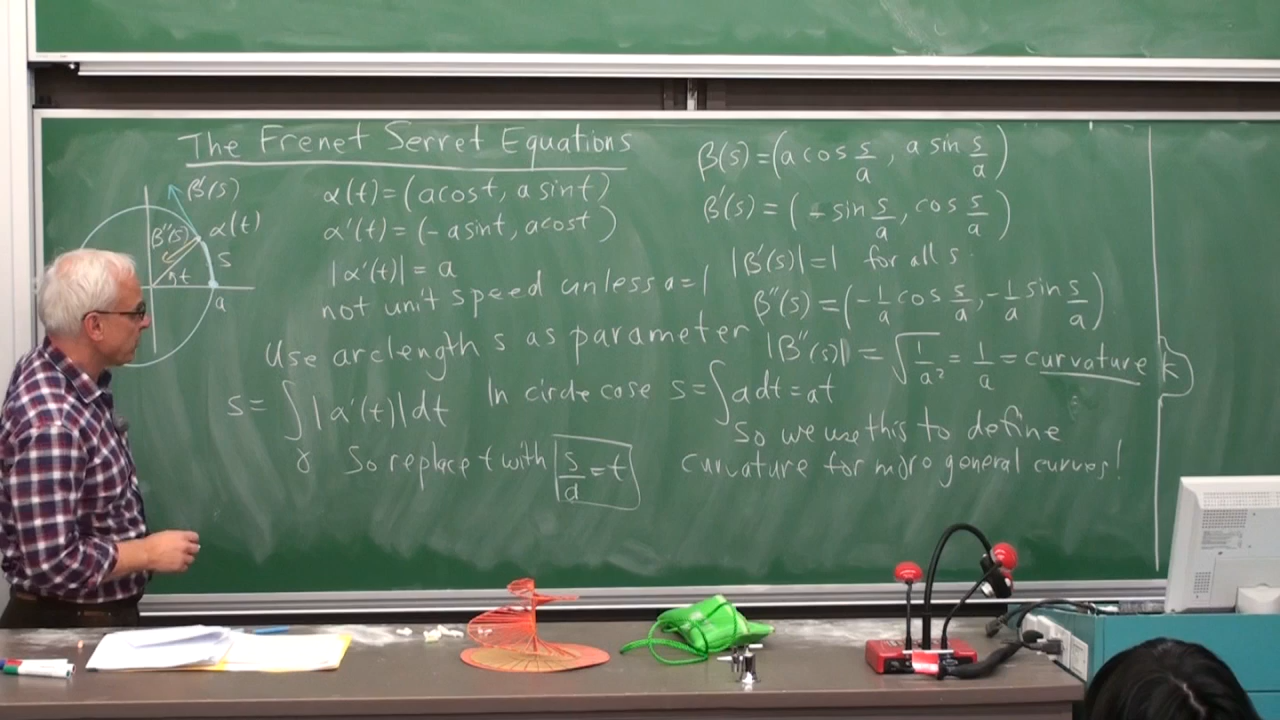 The Frenet Serret Equations
β'(s)
α(t)
β''(s)
s
t
a
α(t) = (a cos t, a sin t)
α'(t) = (- a sin t, a cos t)
|α'(t)| = a
not unit speed unless a = 1
Use arclength s as parameter
s = ∫ |α'(t)| dt
γ
In circle case s = ∫ a dt = at
So replace t with s/a = t
β(s) = (a cos s/a, a sin s/a)
β'(s) = (- sin s/a, cos s/a)
|β'(s)| = 1 for all s
β''(s) = (-1/a cos s/a, -1/a sin s/a)
|β''(s)| = √1/a² = 1/a = curvature k
So we use this to define
curvature for more general curves!